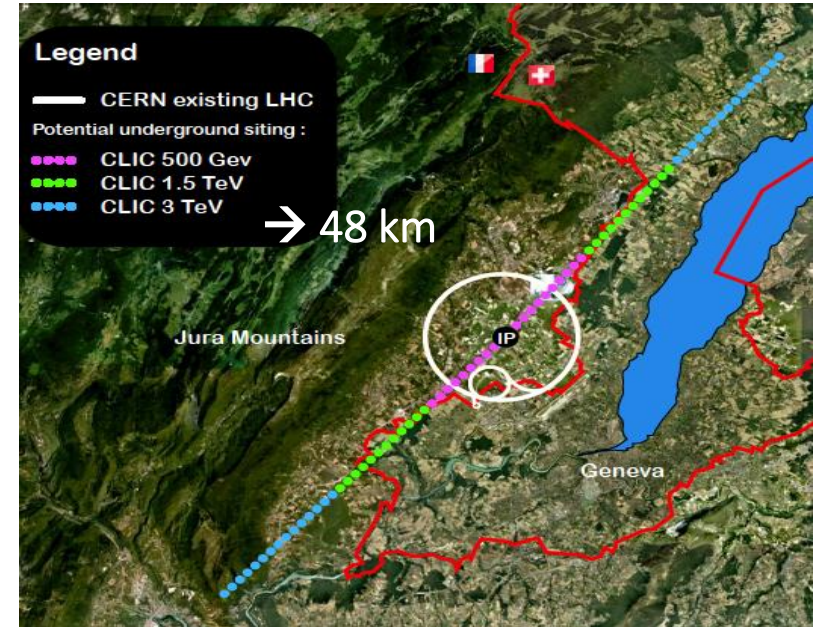 Legend
CERN existing LHC
Potential underground siting :
CLIC 500 Gev
CLIC 1.5 TeV
CLIC 3 TeV
→ 48 km
Jura Mountains
IP
Geneva